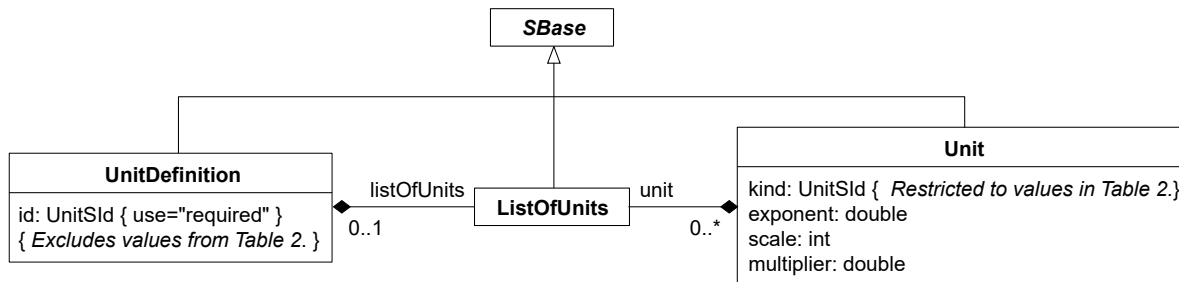 SBase
UnitDefinition
id: UnitSId { use="required" }
{ Excludes values from Table 2. }
listOfUnits
0..1
ListOfUnits
unit
0..*
Unit
kind: UnitSId { Restricted to values in Table 2.}
exponent: double
scale: int
multiplier: double